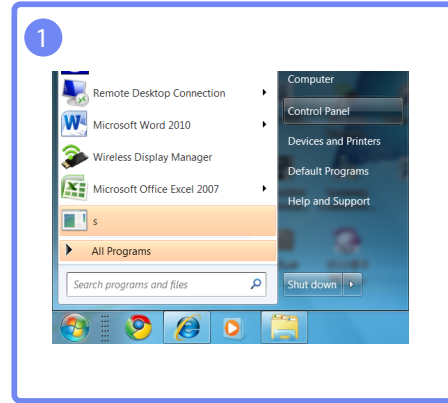 1
Remote Desktop Connection
Microsoft Word 2010
Wireless Display Manager
Microsoft Office Excel 2007
s
All Programs
Search programs and files
Computer
Control Panel
Devices and Printers
Default Programs
Help and Support
Shut down